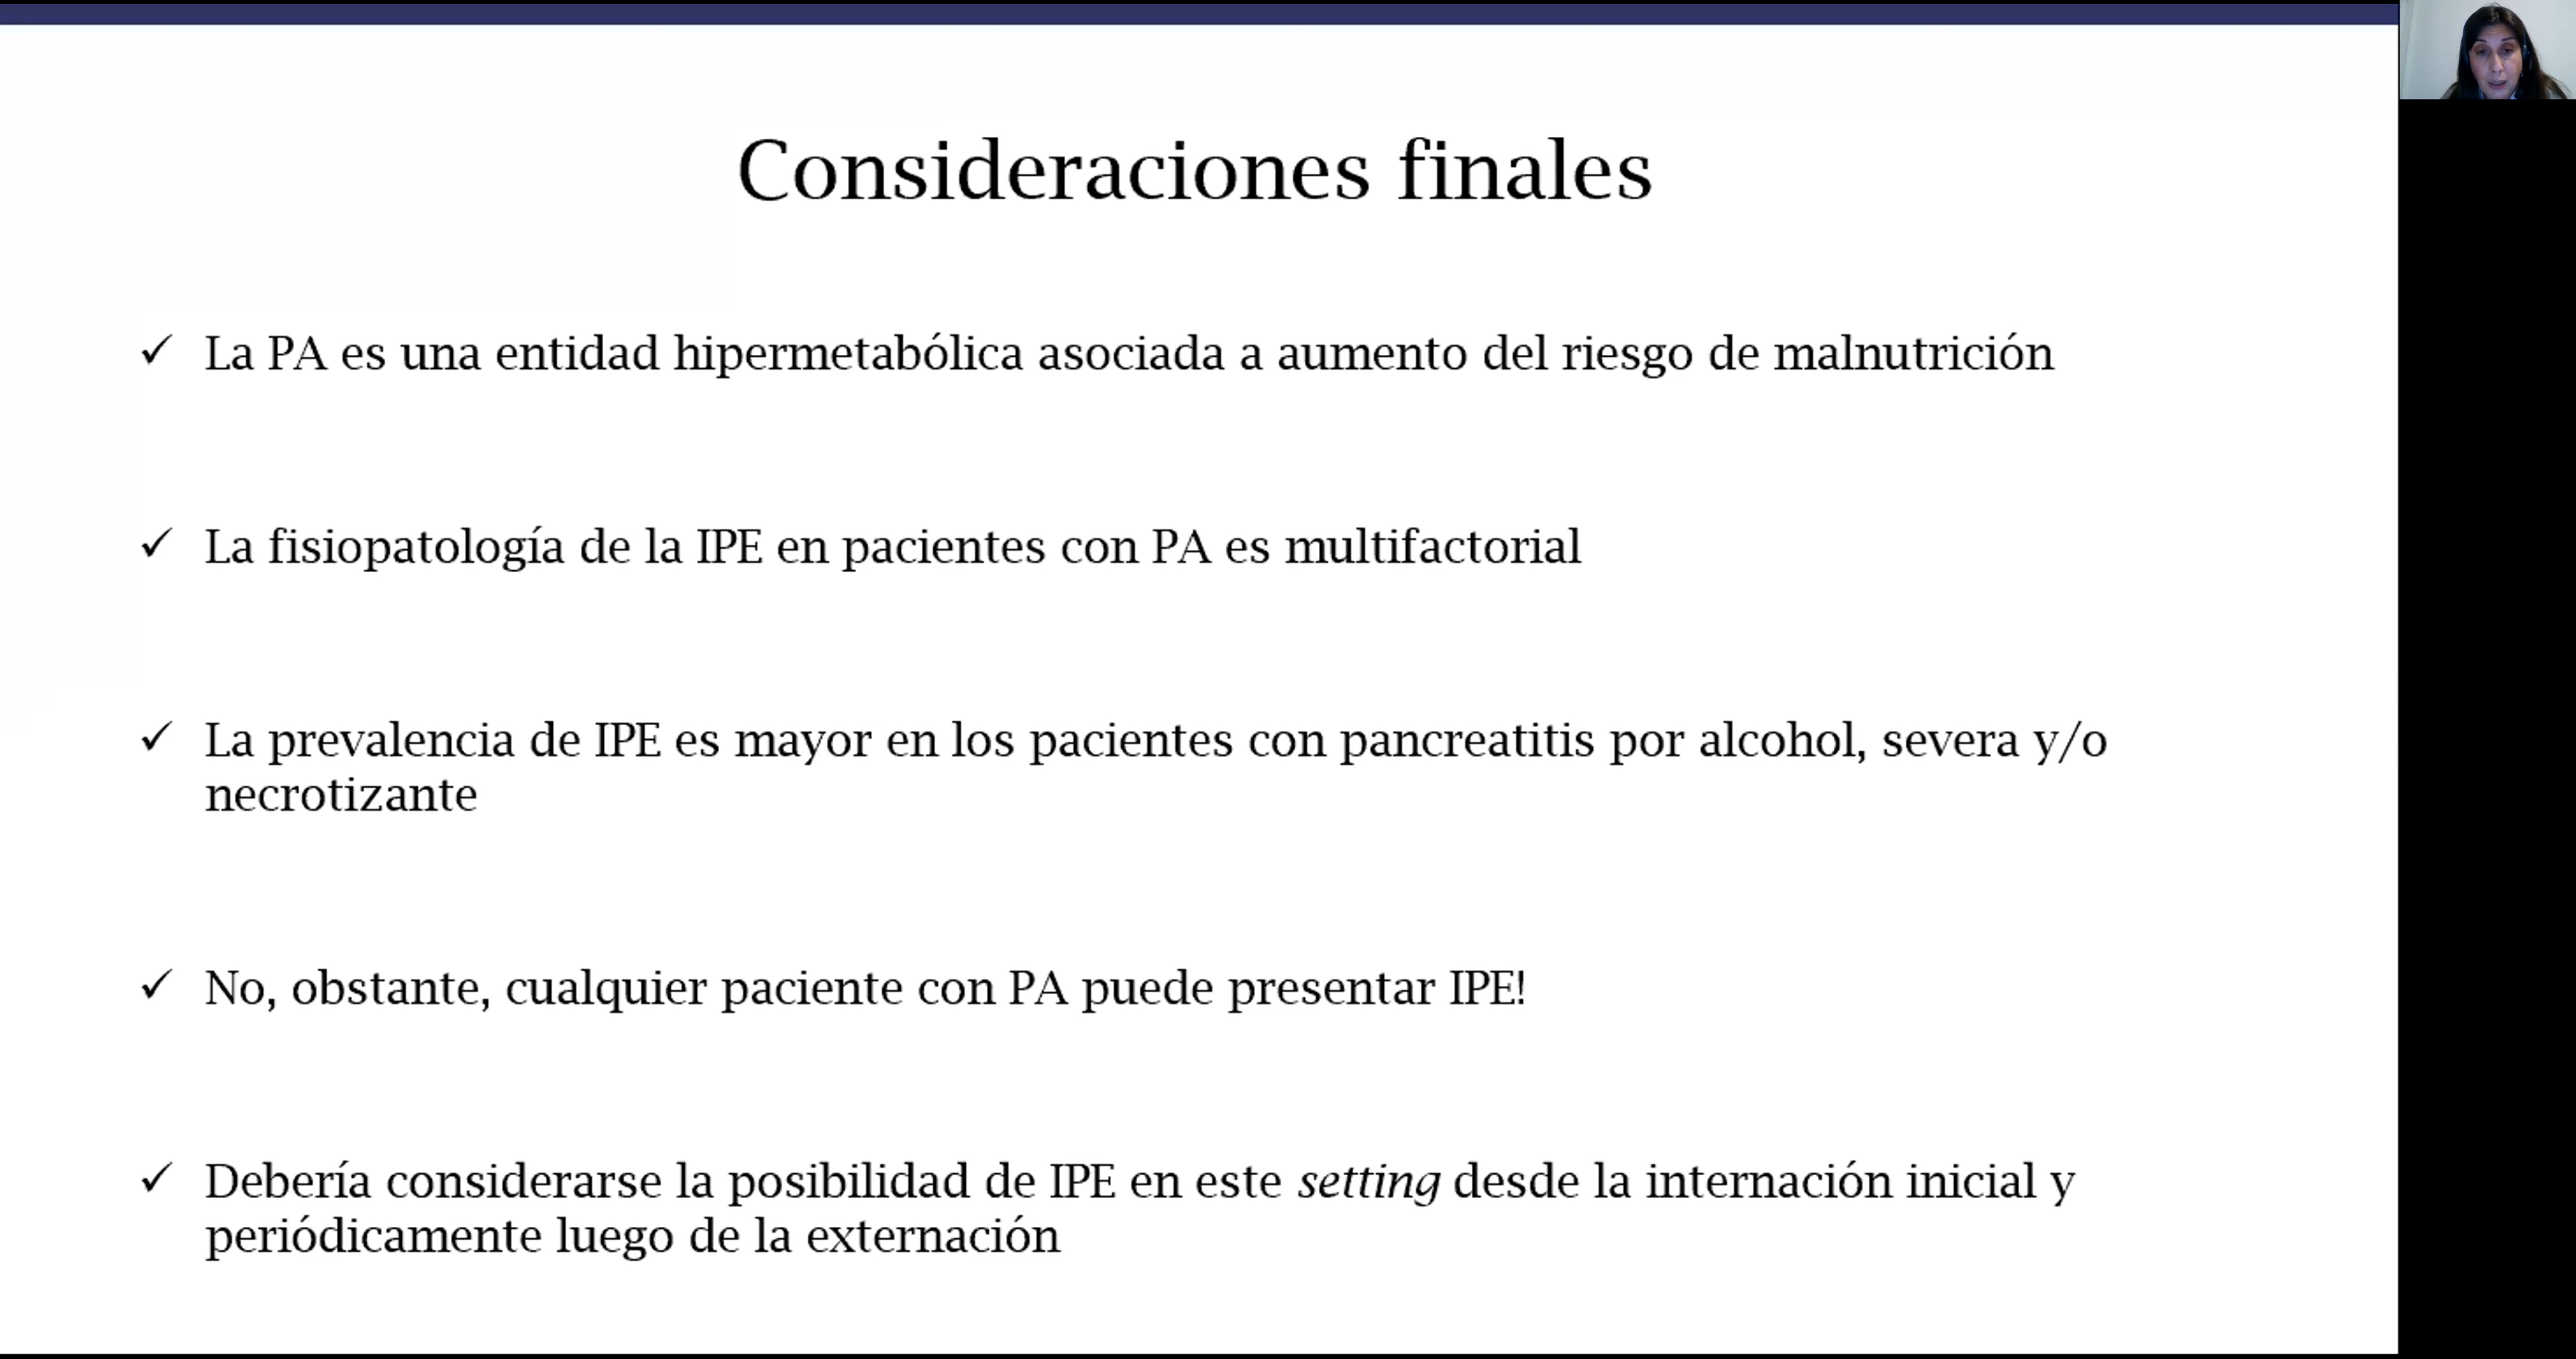 Consideraciones finales
✓ La PA es una entidad hipermetabólica asociada a aumento del riesgo de malnutrición
✓ La fisiopatología de la IPE en pacientes con PA es multifactorial
✓ La prevalencia de IPE es mayor en los pacientes con pancreatitis por alcohol, severa y/o
necrotizante
✓ No, obstante, cualquier paciente con PA puede presentar IPE!
✓ Debería considerarse la posibilidad de IPE en este setting desde la internación inicial y
periódicamente luego de la externación